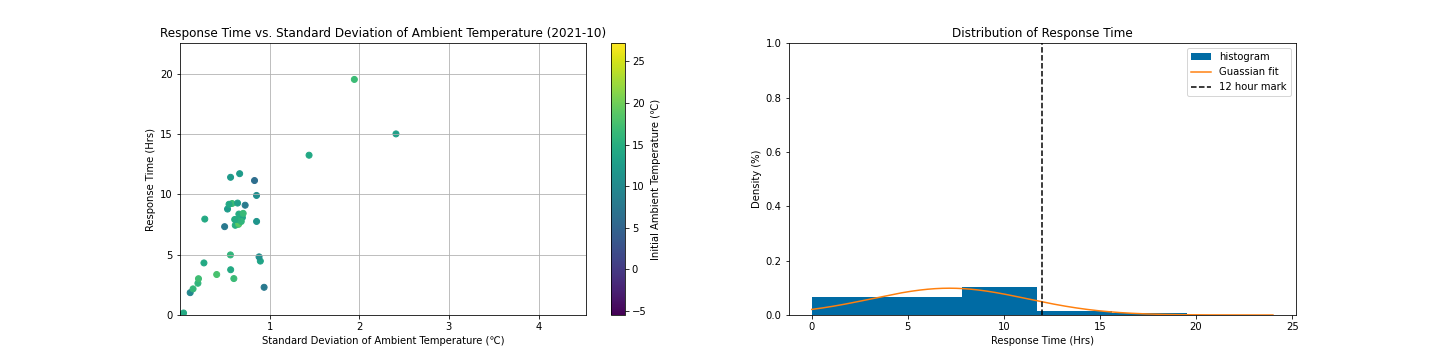 Response Time vs. Standard Deviation of Ambient Temperature (2021-10)
20
15
10
5
0
Response Time (Hrs)
1
2
3
4
Standard Deviation of Ambient Temperature (℃)
25
20
15
10
5
0
−5
Initial Ambient Temperature (℃)
Distribution of Response Time
1.0
0.8
0.6
0.4
0.2
0.0
Density (%)
histogram
Guassian fit
12 hour mark
0
5
10
15
20
25
Response Time (Hrs)